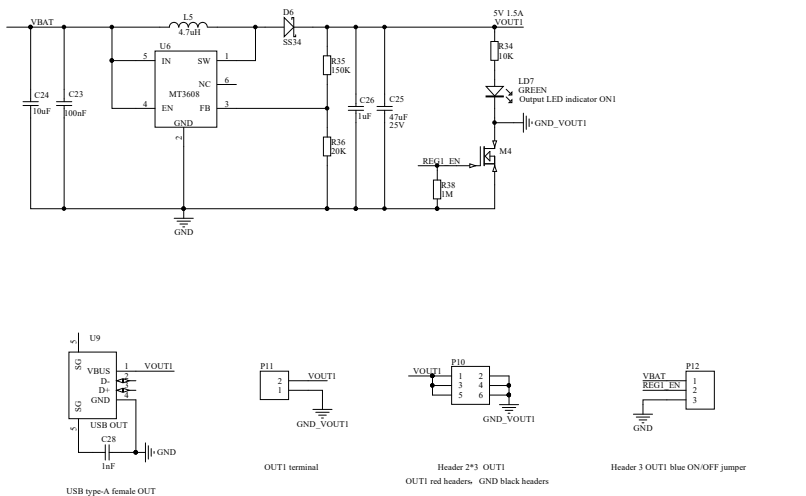 VBAT
L5
4.7uH
D6
SS34
5V 1.5A
VOUT1
U6
5
IN
SW
1
NC
6
MT3608
4
EN
FB
3
GND
2
C24
10uF
C23
100nF
R35
150K
R36
20K
C26
1uF
C25
47uF
25V
R34
10K
LD7
GREEN
Output LED indicator ON1
GND_VOUT1
M4
REG1_EN
R38
1M
GND
U9
5
SG
VBUS
1
VOUT1
D-
D+
GND
4
SG
5
USB OUT
C28
1nF
GND
USB type-A female OUT
P11
2
VOUT1
1
GND_VOUT1
OUT1 terminal
P10
VOUT1
1 2
3 4
5 6
GND_VOUT1
Header 2*3 OUT1
OUT1 red headers, GND black headers
P12
VBAT
1
REG1_EN
2
3
GND
Header 3 OUT1 blue ON/OFF jumper